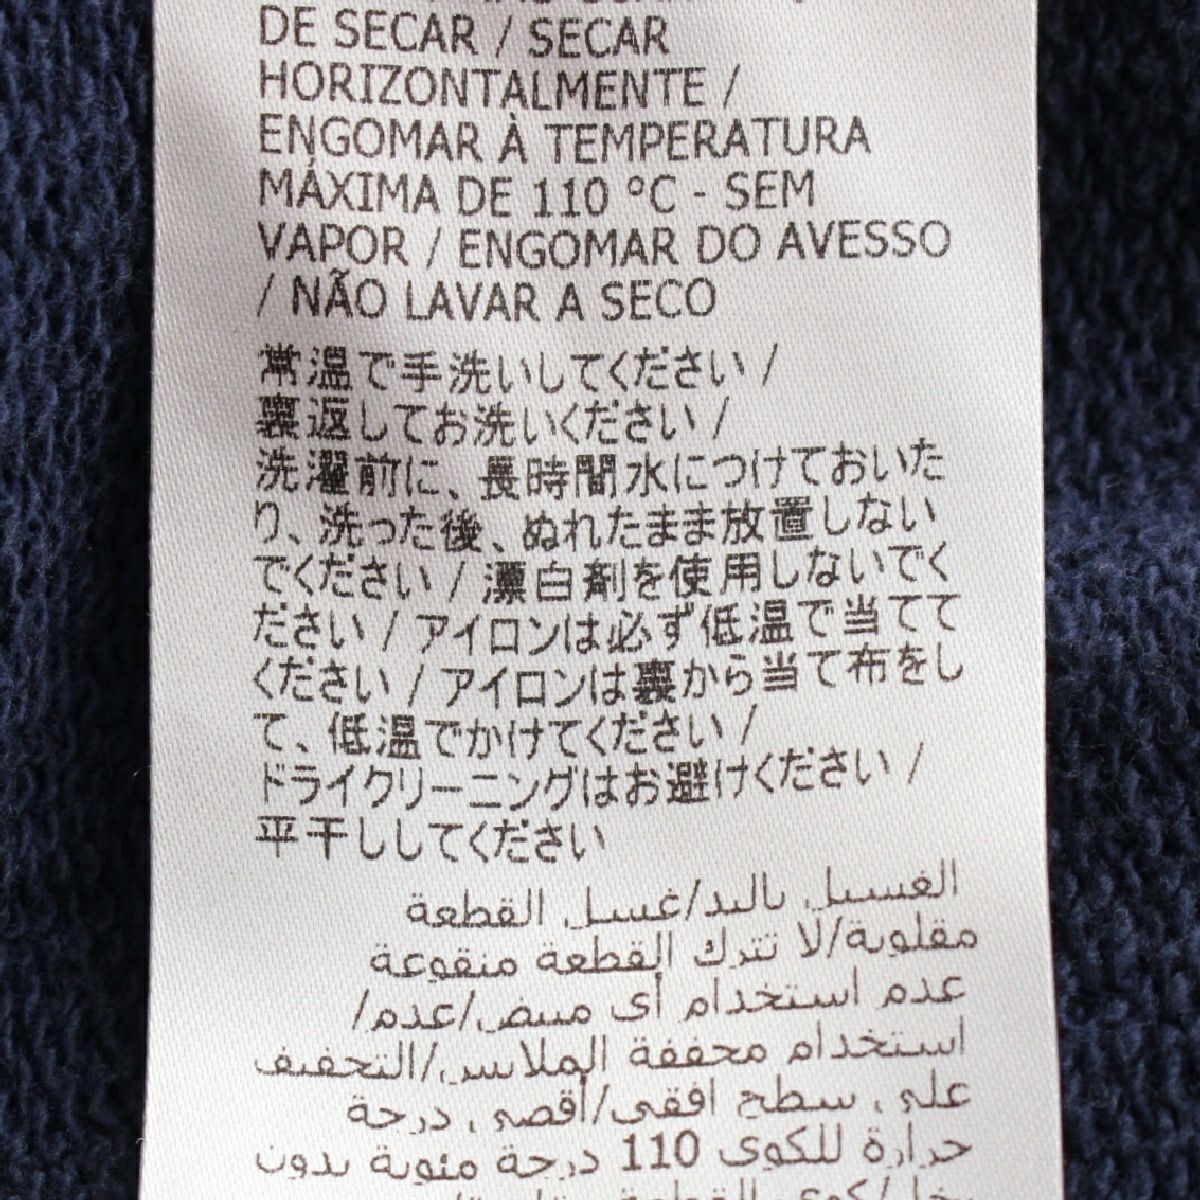 DE SECAR / SECAR
HORIZONTALMENTE /
ENGOMAR À TEMPERATURA
MÁXIMA DE 110 °C - SEM
VAPOR / ENGOMAR DO AVESSO
/ NÃO LAVAR A SECO
常温で手洗いしてください /
裏返してお洗いください /
洗濯前に、長時間水につけておいた
り、洗った後、ぬれたまま放置しない
でください / 漂白剤を使用しないでく
ださい / アイロンは必ず低温で当てて
ください / アイロンは裏から当て布をし
て、低温でかけてください /
ドライクリーニングはお避けください /
平干ししてください
الغسيل باليد/غسل القطعة
مقلوبة/لا تترك القطعة منقوعة
عدم استخدام أي مبيض/عدم/
استخدام مجففة الملابس/التجفيف
على سطح افقي/أقصى درجة
حرارة للكوي 110 درجة مئوية بدون